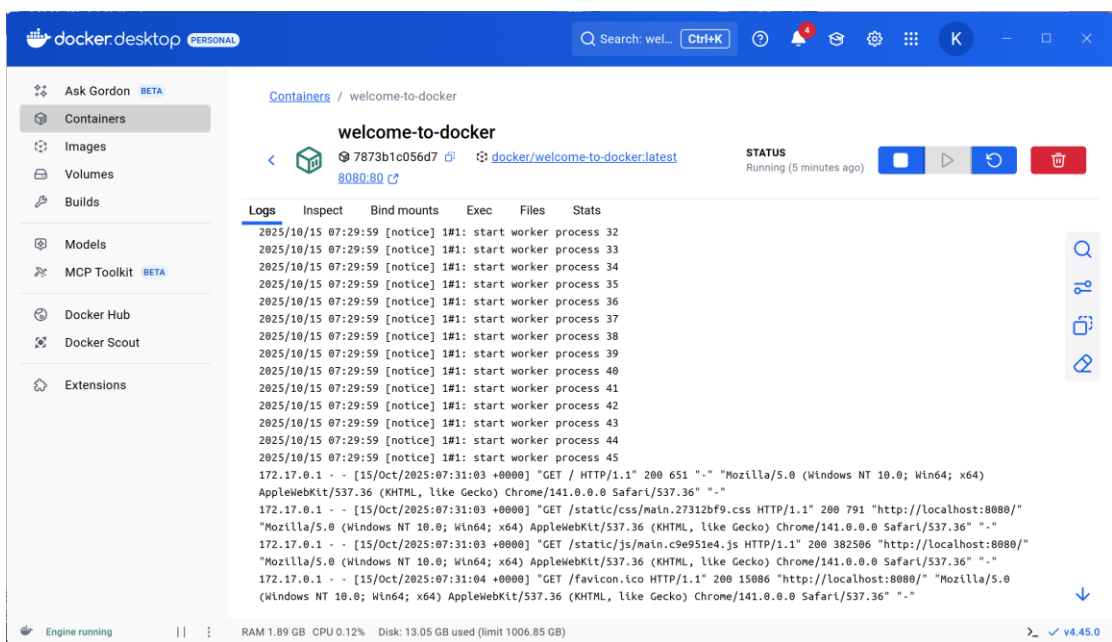 docker.desktop PERSONAL
Search: wel... Ctrl+K
4
K
Ask Gordon BETA
Containers
Images
Volumes
Builds
Models
MCP Toolkit BETA
Docker Hub
Docker Scout
Extensions
Containers / welcome-to-docker
welcome-to-docker
7873b1c056d7 docker/welcome-to-docker:latest
8080:80
STATUS
Running (5 minutes ago)
Logs Inspect Bind mounts Exec Files Stats
2025/10/15 07:29:59 [notice] 1#1: start worker process 32
2025/10/15 07:29:59 [notice] 1#1: start worker process 33
2025/10/15 07:29:59 [notice] 1#1: start worker process 34
2025/10/15 07:29:59 [notice] 1#1: start worker process 35
2025/10/15 07:29:59 [notice] 1#1: start worker process 36
2025/10/15 07:29:59 [notice] 1#1: start worker process 37
2025/10/15 07:29:59 [notice] 1#1: start worker process 38
2025/10/15 07:29:59 [notice] 1#1: start worker process 39
2025/10/15 07:29:59 [notice] 1#1: start worker process 40
2025/10/15 07:29:59 [notice] 1#1: start worker process 41
2025/10/15 07:29:59 [notice] 1#1: start worker process 42
2025/10/15 07:29:59 [notice] 1#1: start worker process 43
2025/10/15 07:29:59 [notice] 1#1: start worker process 44
2025/10/15 07:29:59 [notice] 1#1: start worker process 45
172.17.0.1 - - [15/Oct/2025:07:31:03 +0000] "GET / HTTP/1.1" 200 651 "-" "Mozilla/5.0 (Windows NT 10.0; Win64; x64)
AppleWebKit/537.36 (KHTML, like Gecko) Chrome/141.0.0.0 Safari/537.36" "-"
172.17.0.1 - - [15/Oct/2025:07:31:03 +0000] "GET /static/css/main.27312bf9.css HTTP/1.1" 200 791 "http://localhost:8080/"
"Mozilla/5.0 (Windows NT 10.0; Win64; x64) AppleWebKit/537.36 (KHTML, like Gecko) Chrome/141.0.0.0 Safari/537.36" "-"
172.17.0.1 - - [15/Oct/2025:07:31:03 +0000] "GET /static/js/main.c9e951e4.js HTTP/1.1" 200 382506 "http://localhost:8080/"
"Mozilla/5.0 (Windows NT 10.0; Win64; x64) AppleWebKit/537.36 (KHTML, like Gecko) Chrome/141.0.0.0 Safari/537.36" "-"
172.17.0.1 - - [15/Oct/2025:07:31:04 +0000] "GET /favicon.ico HTTP/1.1" 200 15086 "http://localhost:8080/" "Mozilla/5.0
(Windows NT 10.0; Win64; x64) AppleWebKit/537.36 (KHTML, like Gecko) Chrome/141.0.0.0 Safari/537.36" "-"
Engine running
RAM 1.89 GB CPU 0.12% Disk: 13.05 GB used (limit 1006.85 GB)
v4.45.0